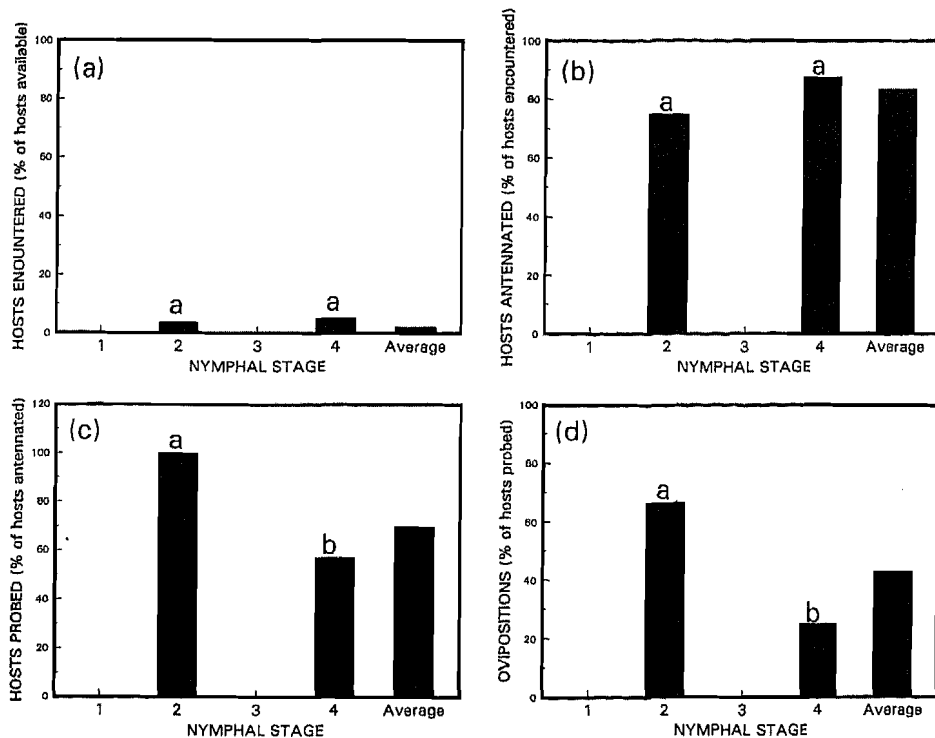 (a)
HOSTS ENOUNTERED (% of hosts available)
100
80
60
40
20
0
a a
1 2 3 4 Average
NYMPHAL STAGE
(b)
HOSTS ANTENNATED (% of hosts encountered)
100
80
60
40
20
0
a a
1 2 3 4 Average
NYMPHAL STAGE
(c)
HOSTS PROBED (% of hosts antennated)
120
100
80
60
40
20
0
a b
1 2 3 4 Average
NYMPHAL STAGE
(d)
OVIPOSITIONS (% of hosts probed)
100
80
60
40
20
0
a b
1 2 3 4 Average
NYMPHAL STAGE